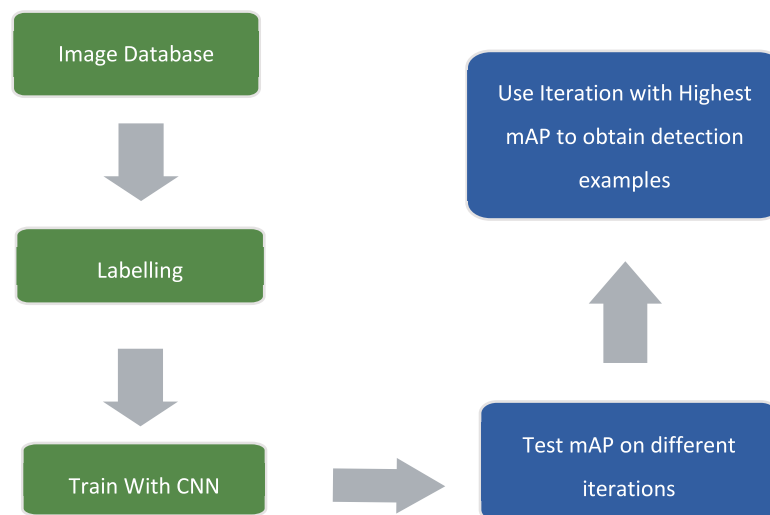 Image Database
Labelling
Train With CNN
Test mAP on different
iterations
Use Iteration with Highest
mAP to obtain detection
examples